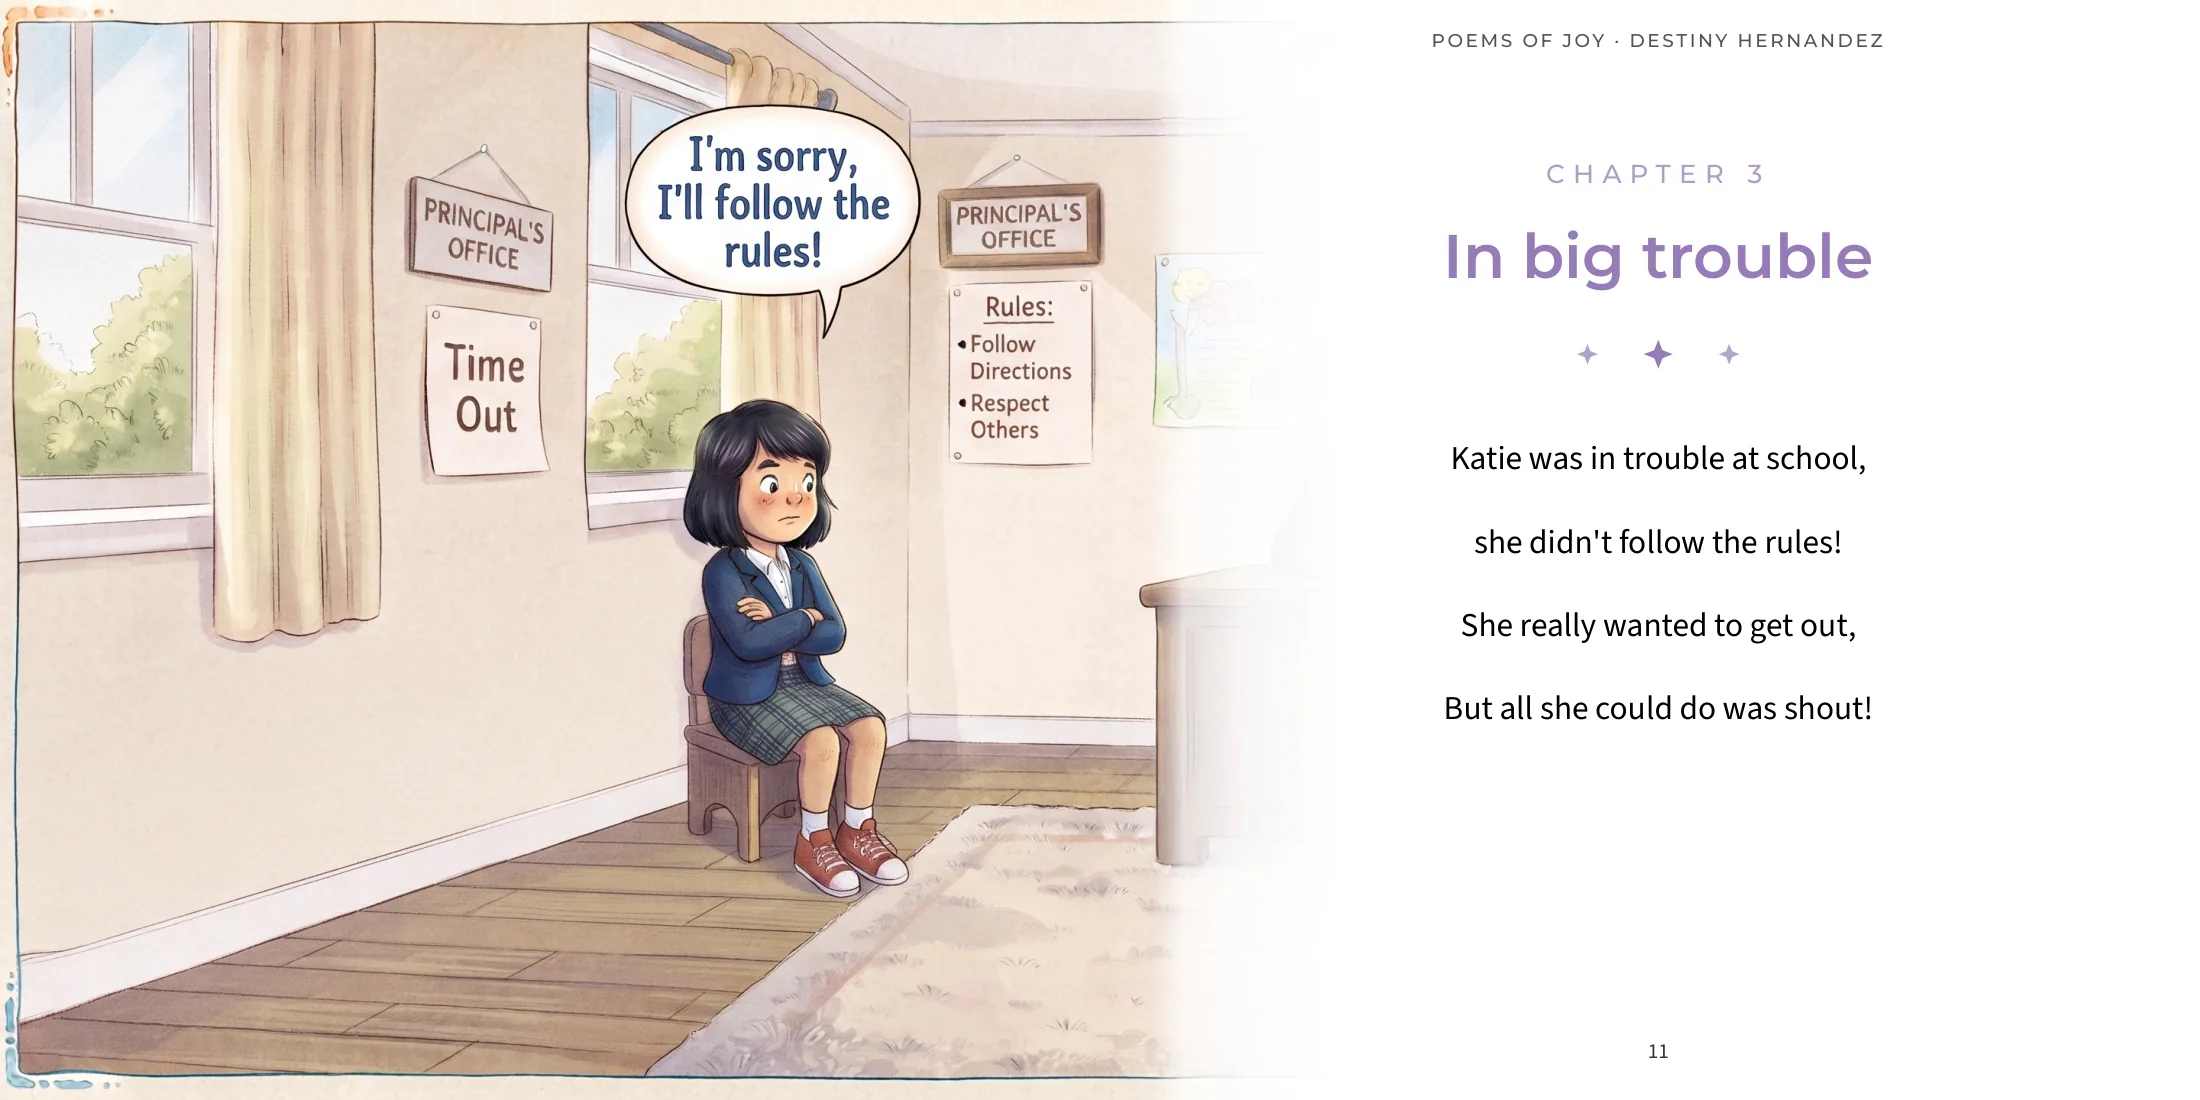 PRINCIPAL'S
OFFICE
Time
Out
I'm sorry,
I'll follow the
rules!
PRINCIPAL'S
OFFICE
Rules:
•Follow
Directions
•Respect
Others
POEMS OF JOY · DESTINY HERNANDEZ
CHAPTER 3
In big trouble
Katie was in trouble at school,
she didn't follow the rules!
She really wanted to get out,
But all she could do was shout!
11